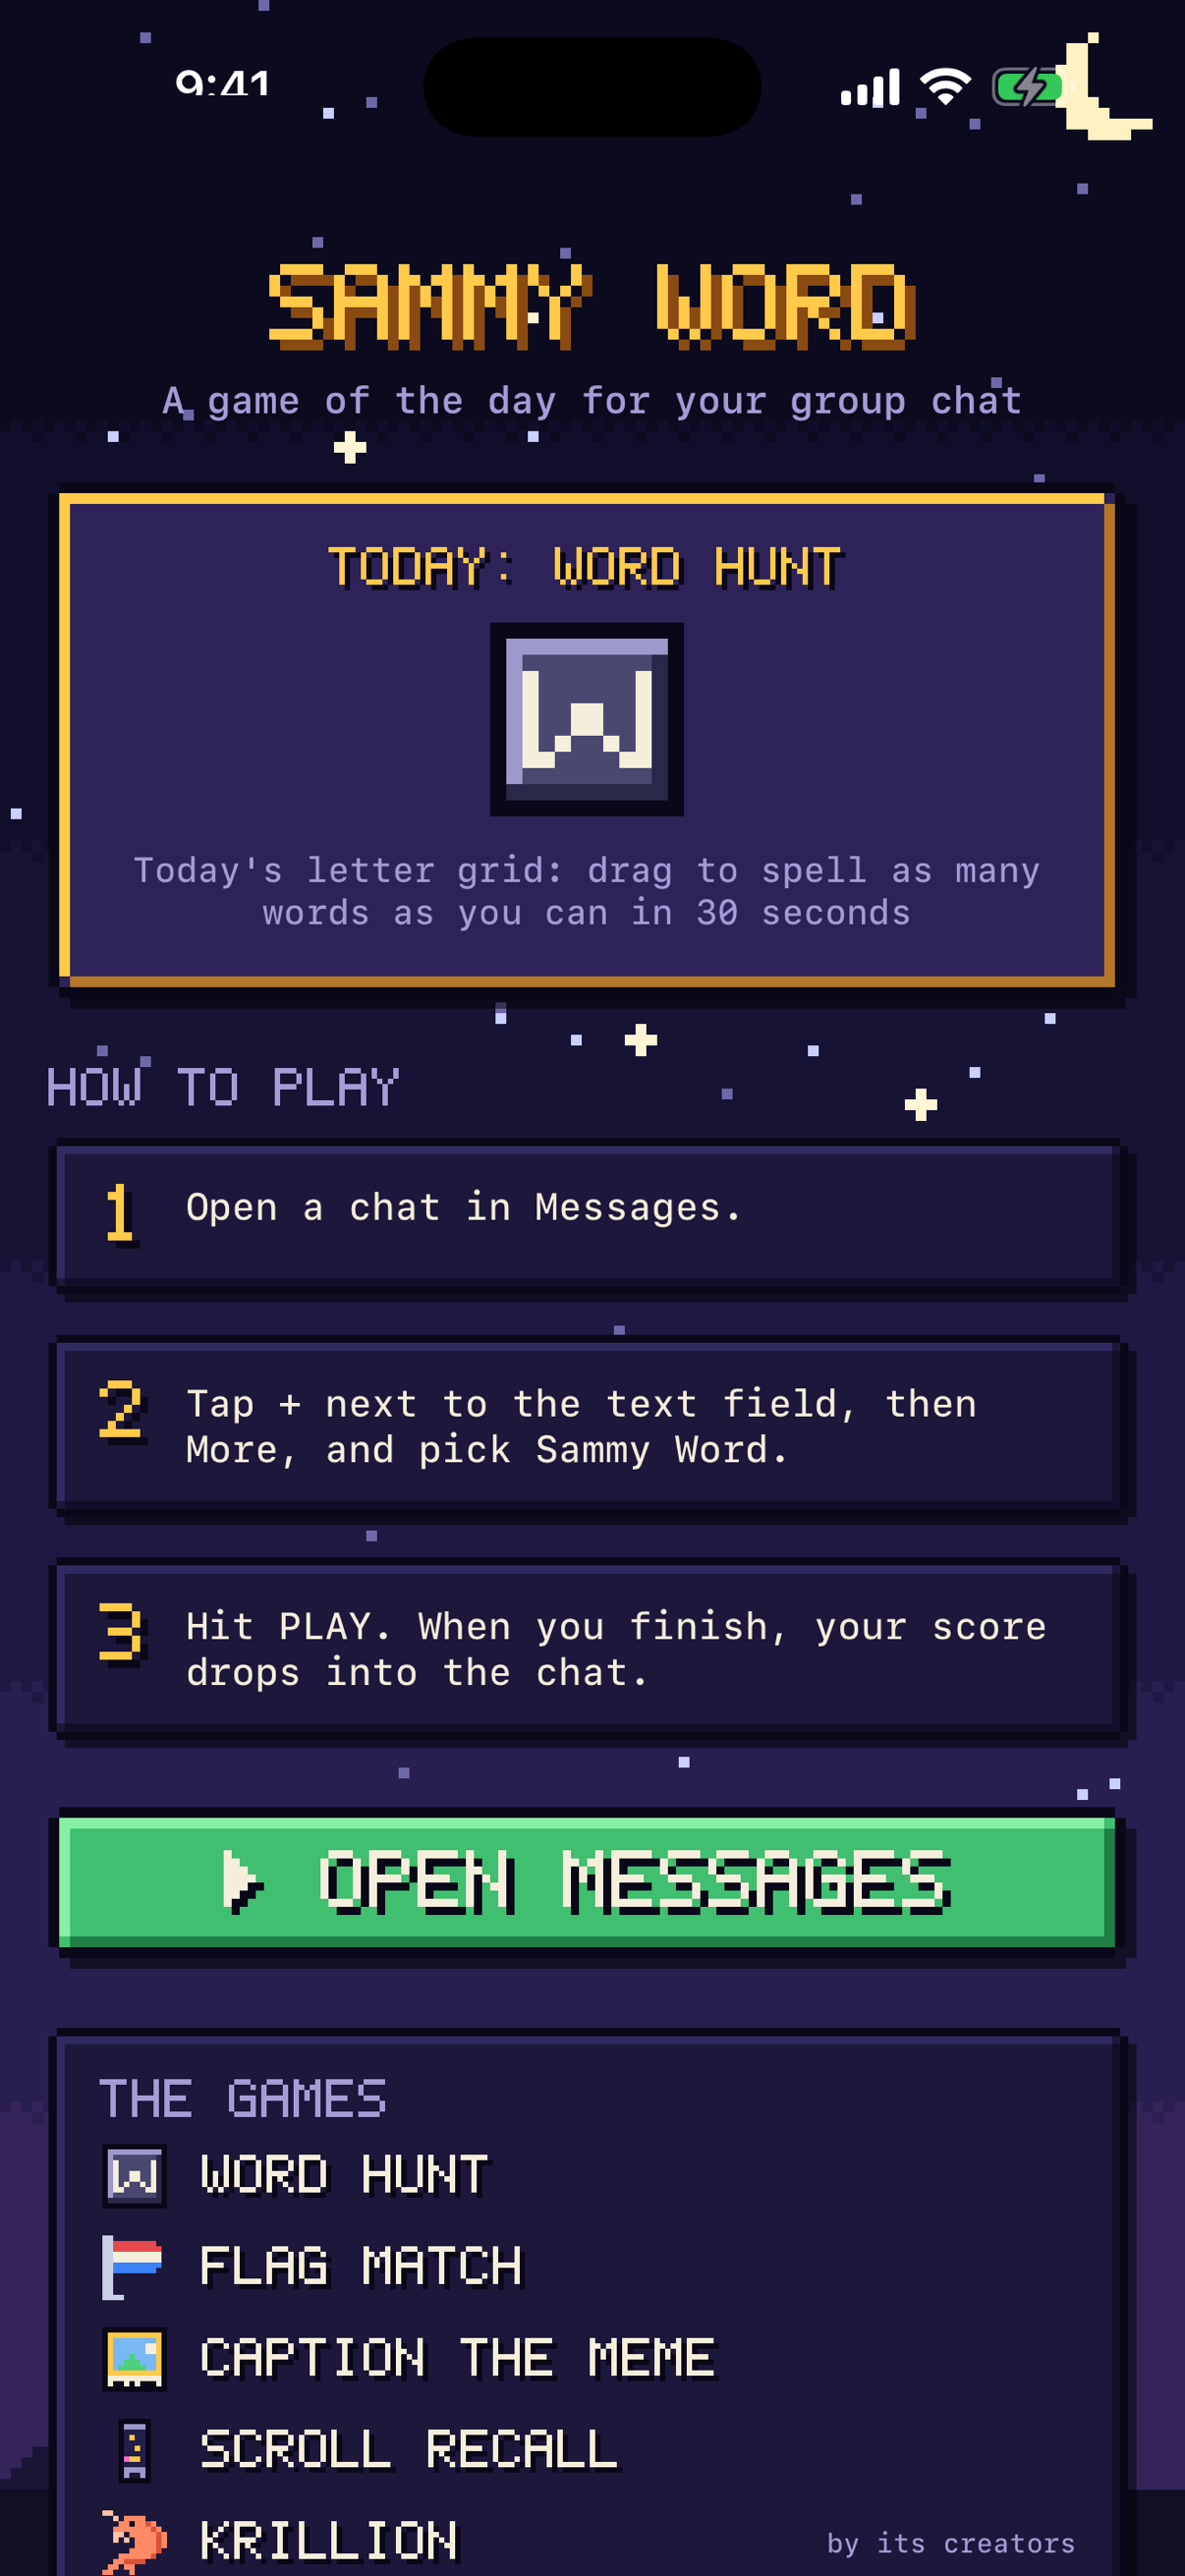 9:41
SAMMY WORD
A game of the day for your group chat
TODAY: WORD HUNT
W
Today's letter grid: drag to spell as many
words as you can in 30 seconds
HOW TO PLAY
1 Open a chat in Messages.
2 Tap + next to the text field, then
More, and pick Sammy Word.
3 Hit PLAY. When you finish, your score
drops into the chat.
OPEN MESSAGES
THE GAMES
W WORD HUNT
FLAG MATCH
CAPTION THE MEME
SCROLL RECALL
KRILLION by its creators